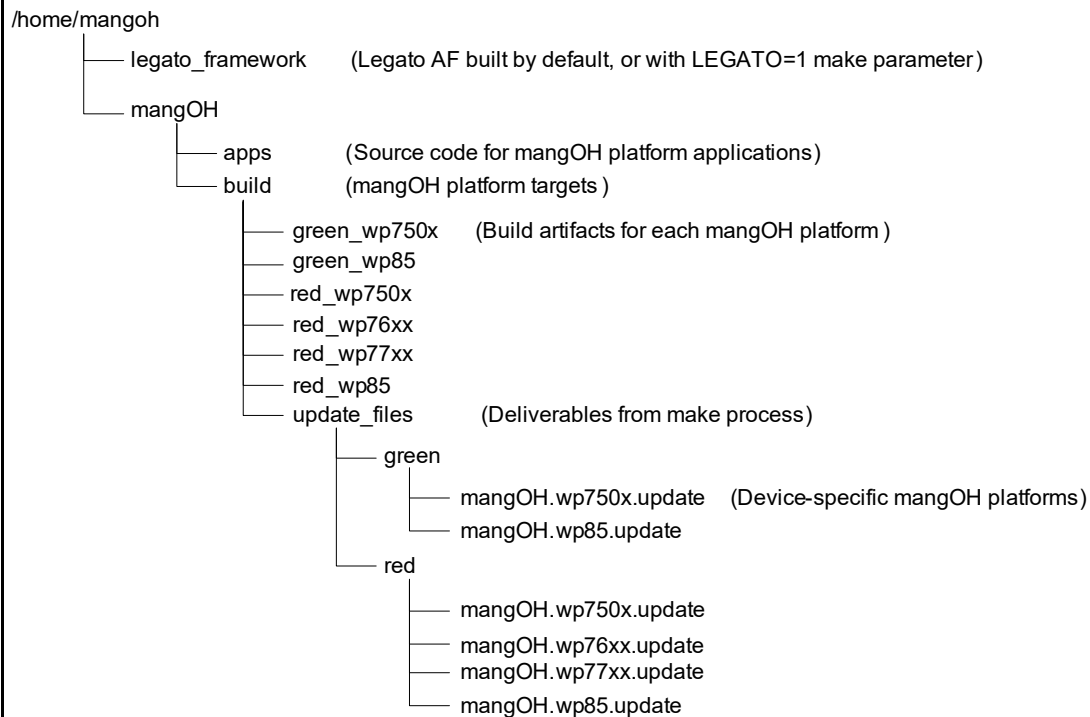 /home/mangoh
legato_framework (Legato AF built by default, or with LEGATO=1 make parameter)
mangOH
apps (Source code for mangOH platform applications)
build (mangOH platform targets)
green_wp750x (Build artifacts for each mangOH platform)
green_wp85
red_wp750x
red_wp76xx
red_wp77xx
red_wp85
update_files (Deliverables from make process)
green
mangOH.wp750x.update (Device-specific mangOH platforms)
mangOH.wp85.update
red
mangOH.wp750x.update
mangOH.wp76xx.update
mangOH.wp77xx.update
mangOH.wp85.update